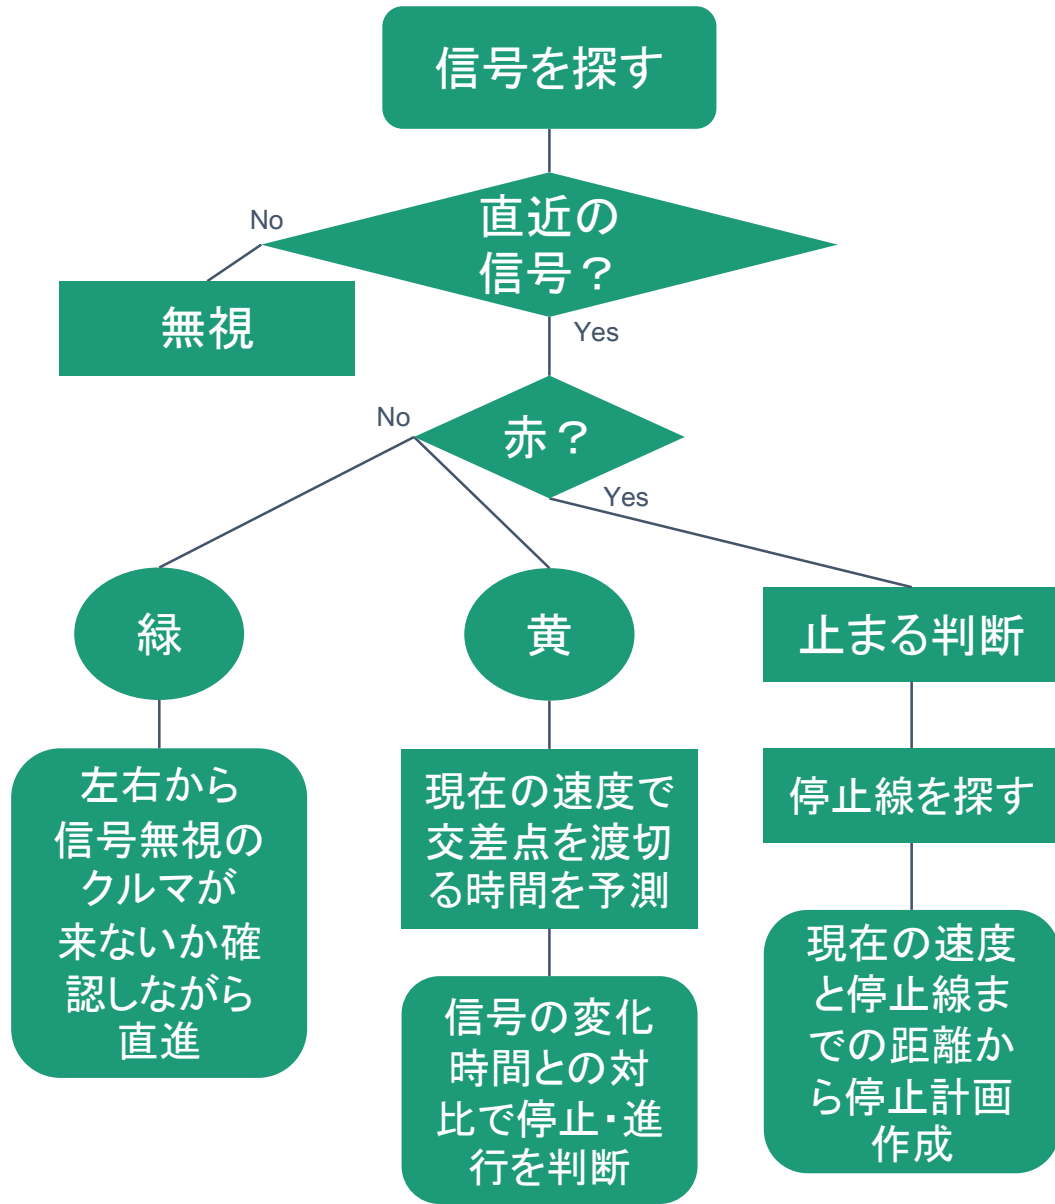 信号を探す
No
直近の
信号？
無視
Yes
No
赤？
Yes
緑
黄
止まる判断
左右から
信号無視の
クルマが
来ないか確
認しながら
直進
現在の速度で
交差点を渡切
る時間を予測
停止線を探す
信号の変化
時間との対
比で停止・進
行を判断
現在の速度
と停止線ま
での距離か
ら停止計画
作成